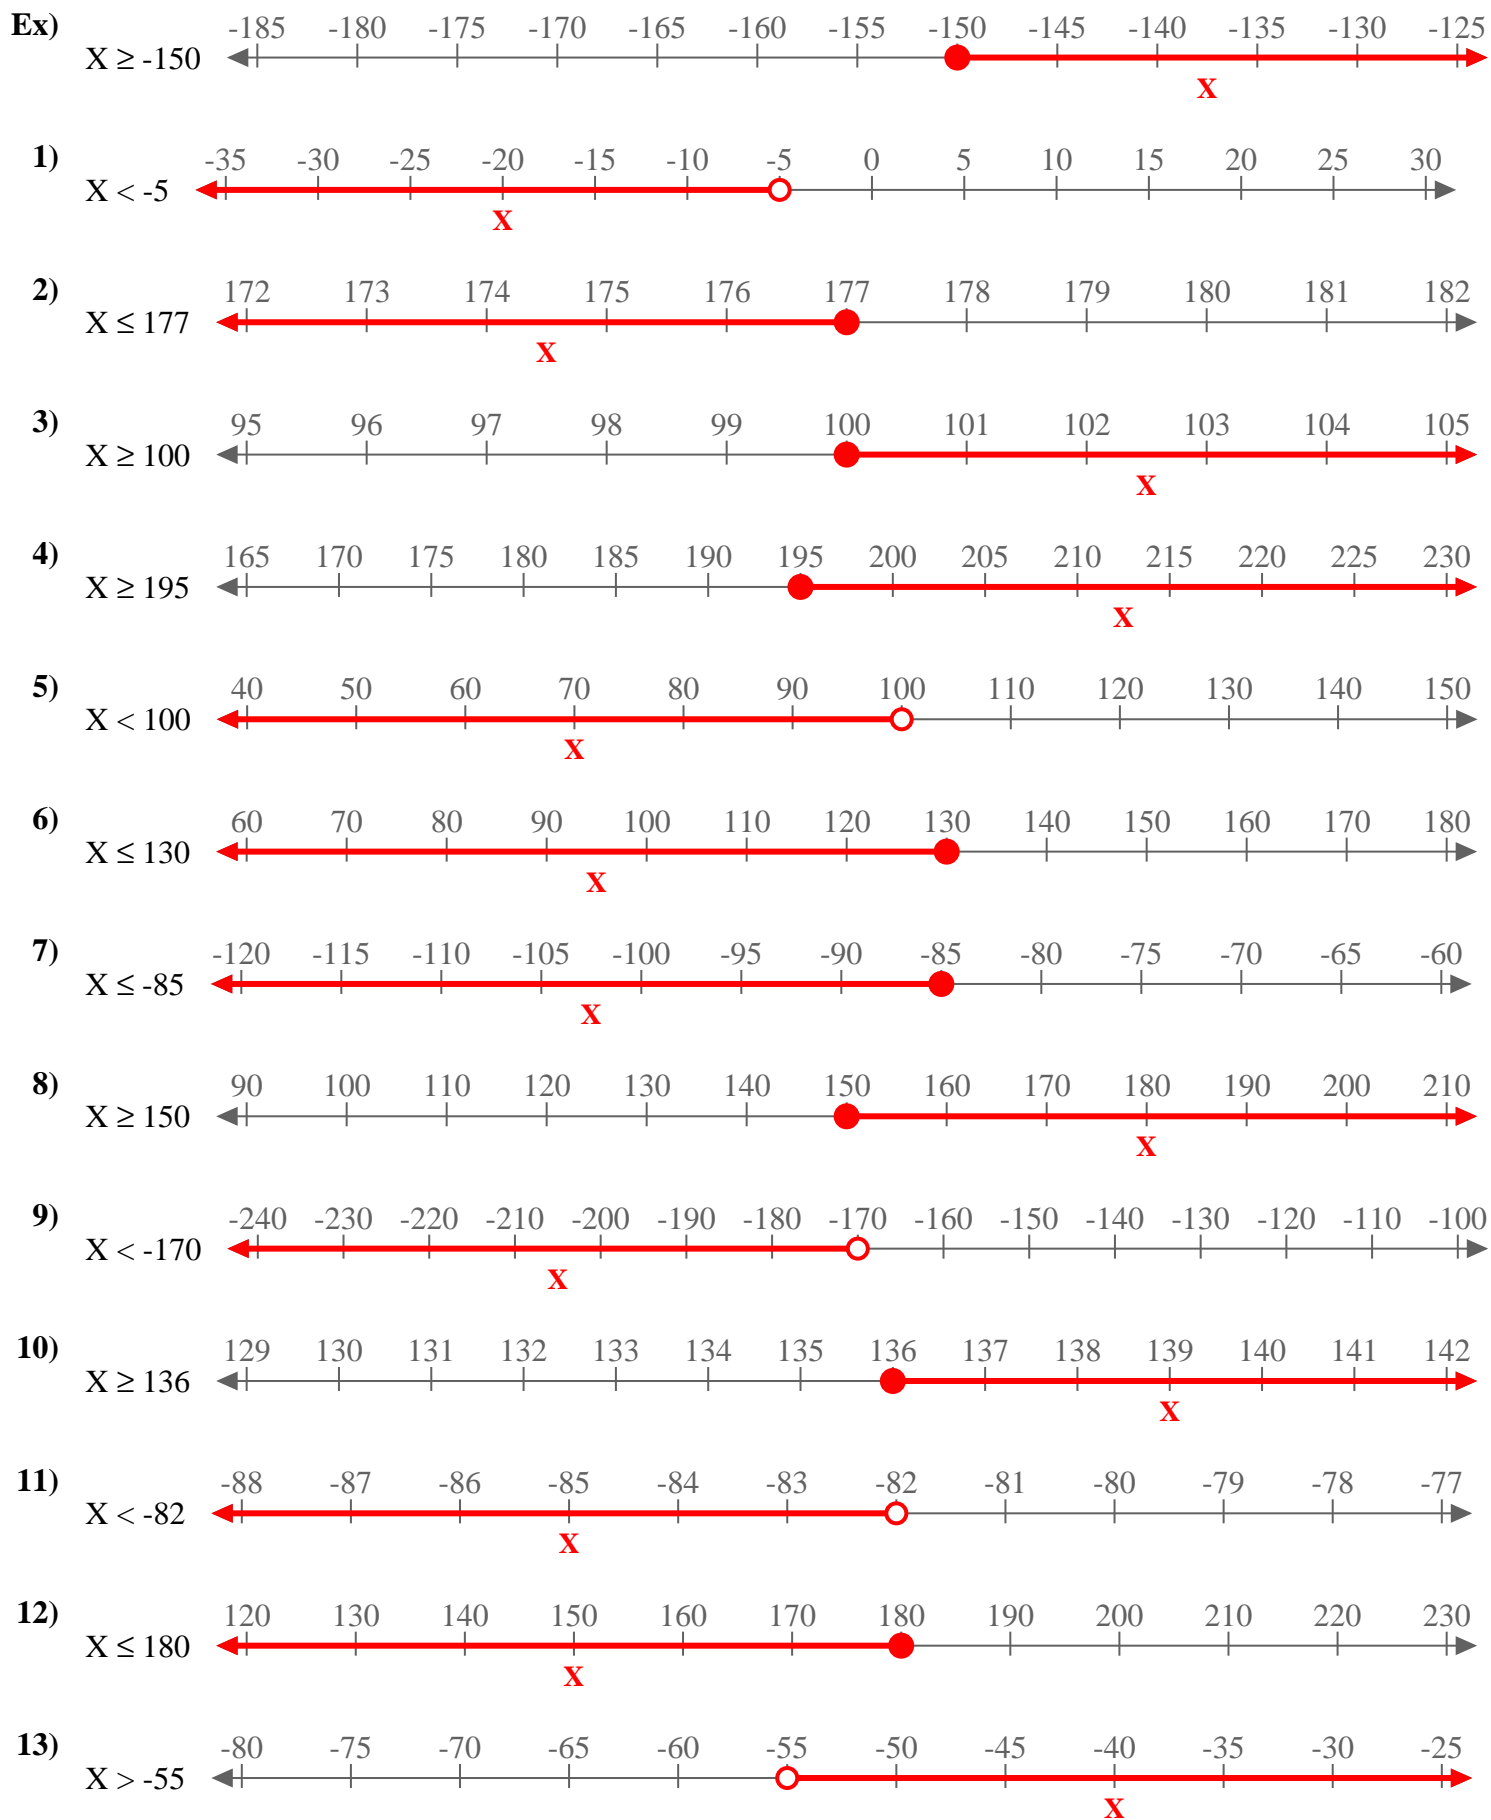 Ex) -185 -180 -175 -170 -165 -160 -155 -150 -145 -140 -135 -130 -125
X ≥ -150
X
1) -35 -30 -25 -20 -15 -10 -5 0 5 10 15 20 25 30
X < -5
X
2) 172 173 174 175 176 177 178 179 180 181 182
X ≤ 177
X
3) 95 96 97 98 99 100 101 102 103 104 105
X ≥ 100
X
4) 165 170 175 180 185 190 195 200 205 210 215 220 225 230
X ≥ 195
X
5) 40 50 60 70 80 90 100 110 120 130 140 150
X < 100
X
6) 60 70 80 90 100 110 120 130 140 150 160 170 180
X ≤ 130
X
7) -120 -115 -110 -105 -100 -95 -90 -85 -80 -75 -70 -65 -60
X ≤ -85
X
8) 90 100 110 120 130 140 150 160 170 180 190 200 210
X ≥ 150
X
9) -240 -230 -220 -210 -200 -190 -180 -170 -160 -150 -140 -130 -120 -110 -100
X < -170
X
10) 129 130 131 132 133 134 135 136 137 138 139 140 141 142
X ≥ 136
X
11) -88 -87 -86 -85 -84 -83 -82 -81 -80 -79 -78 -77
X < -82
X
12) 120 130 140 150 160 170 180 190 200 210 220 230
X ≤ 180
X
13) -80 -75 -70 -65 -60 -55 -50 -45 -40 -35 -30 -25
X > -55
X